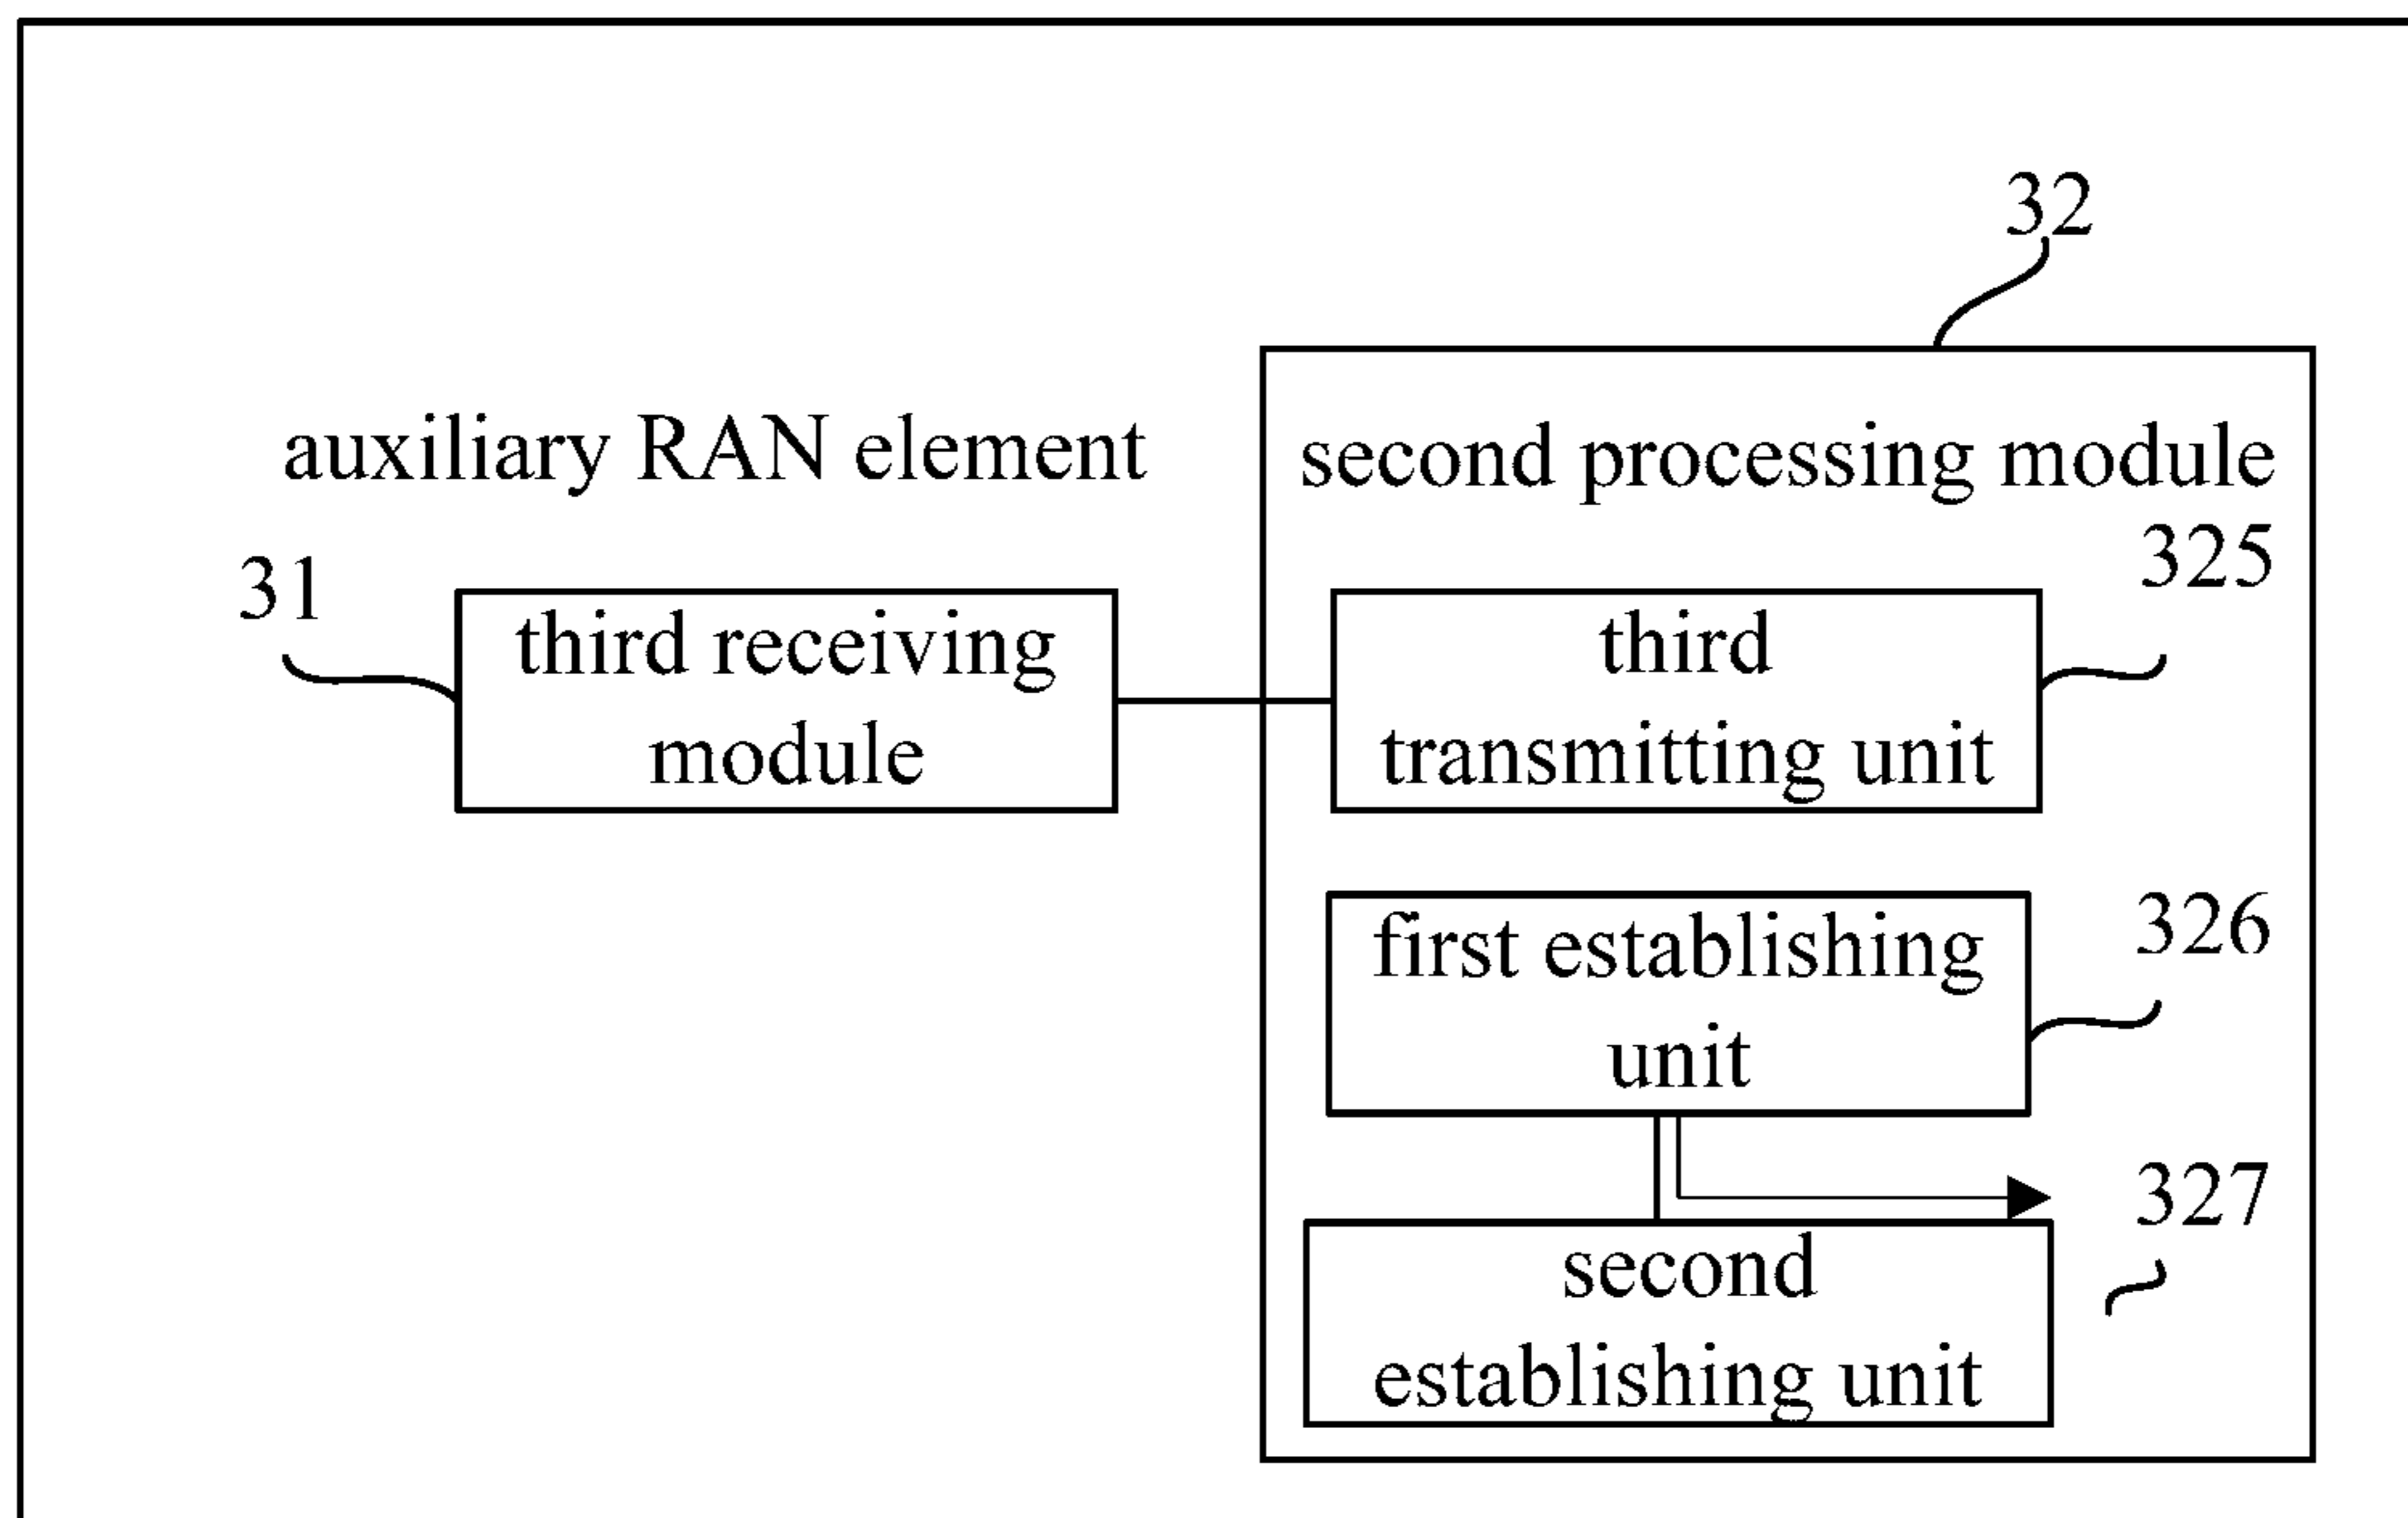 32
auxiliary RAN element
second processing module
31
third receiving
module
325
third
transmitting unit
326
first establishing
unit
327
second
establishing unit